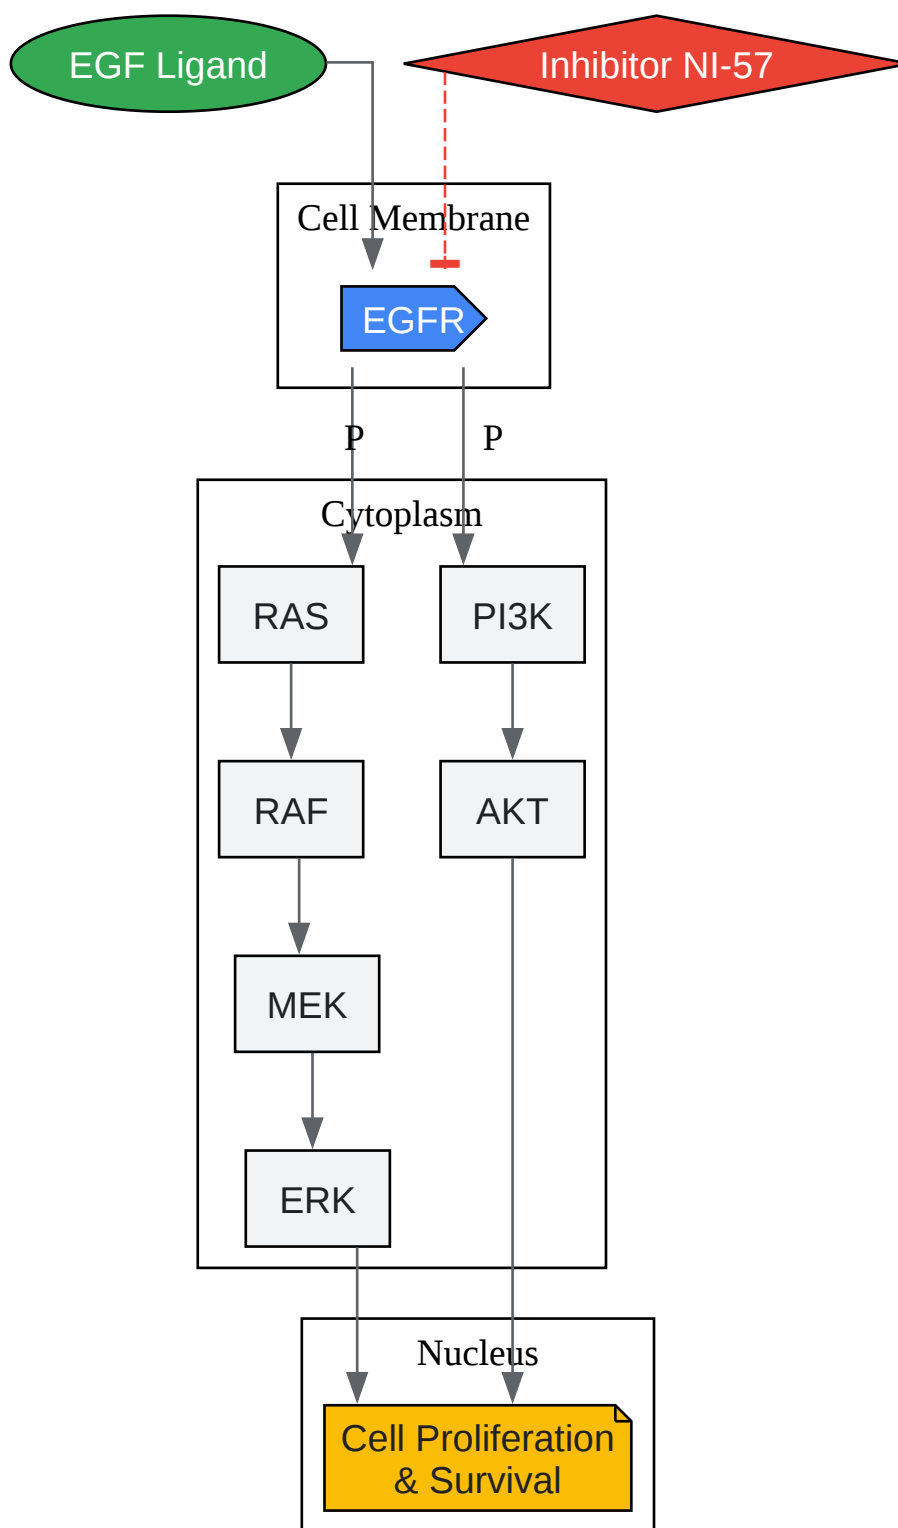 EGF Ligand
Inhibitor NI-57
Cell Membrane
EGFR
P
P
Cytoplasm
RAS
PI3K
RAF
AKT
MEK
ERK
Nucleus
Cell Proliferation
& Survival